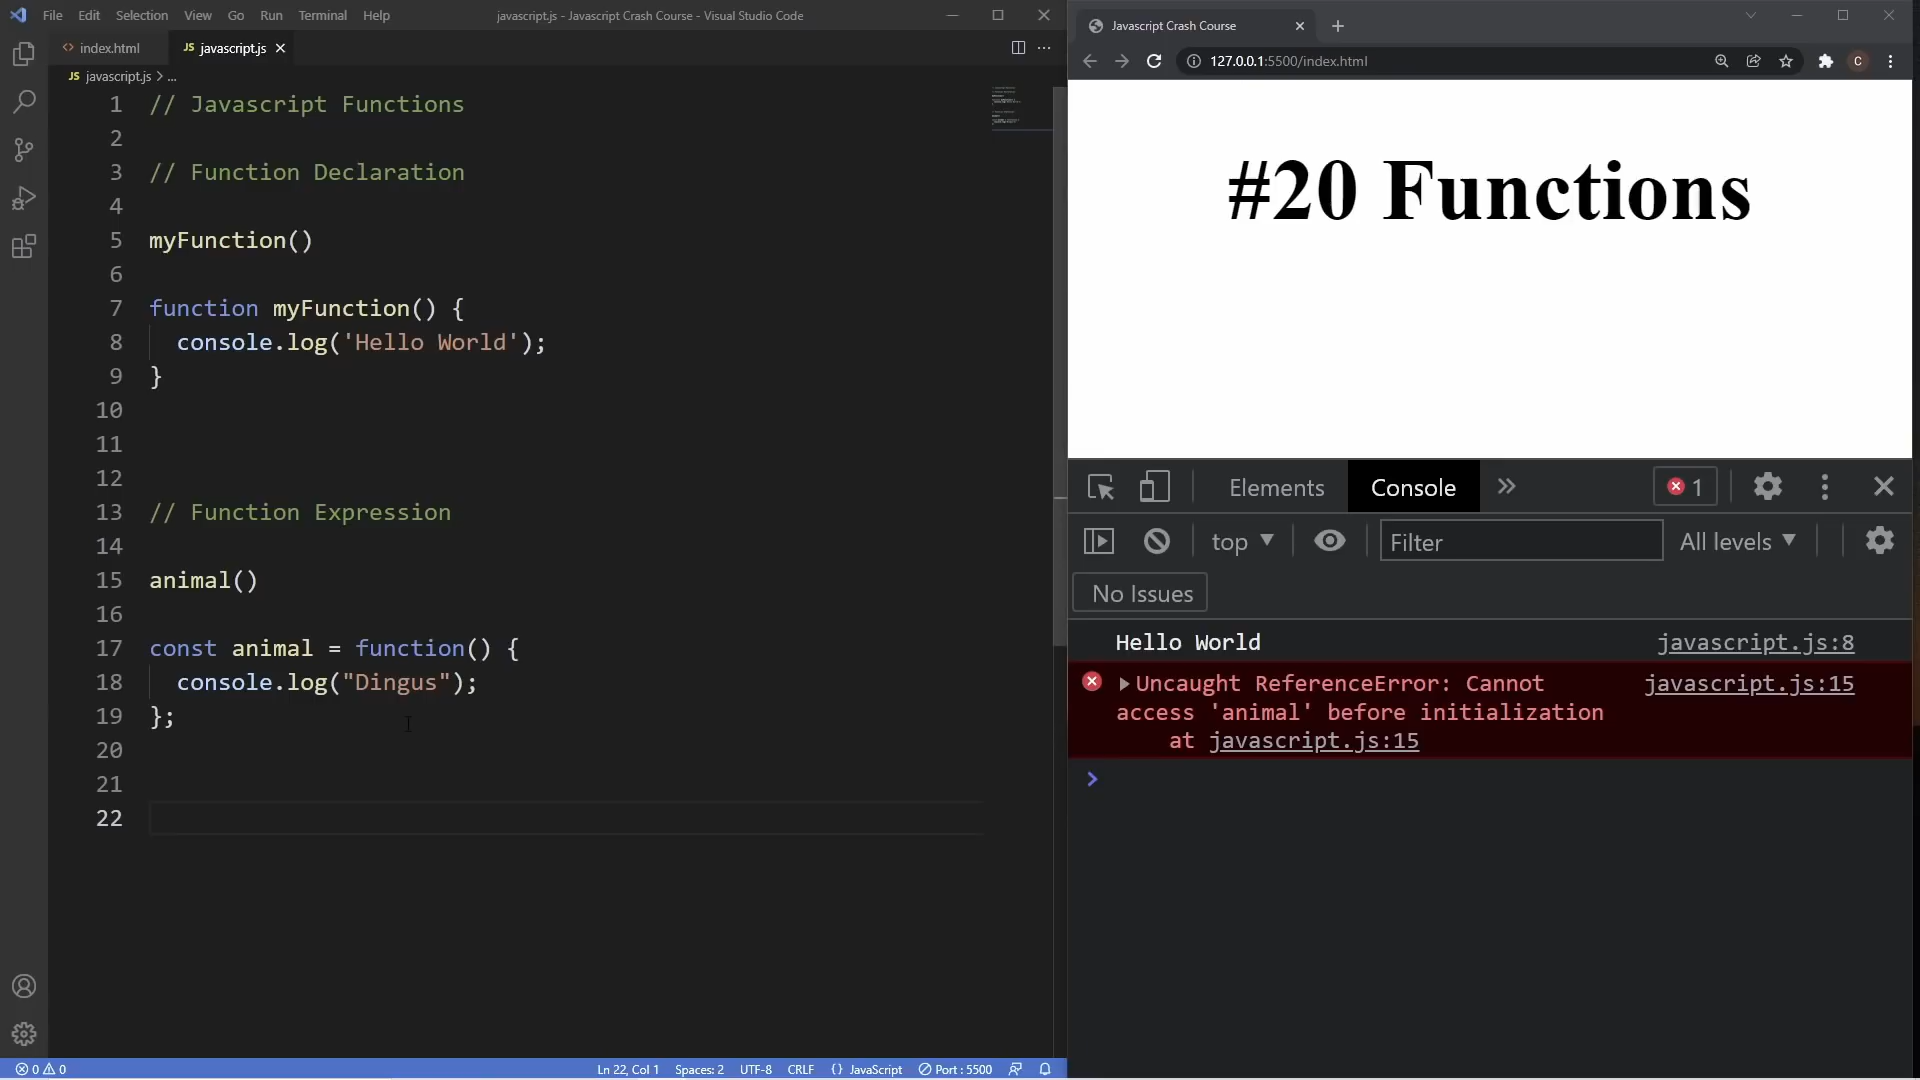 File Edit Selection View Go Run Terminal Help
javascript.js - Javascript Crash Course - Visual Studio Code
<> index.html
JS javascript.js
JS javascript.js > ...
1 // Javascript Functions
2
3 // Function Declaration
4
5 myFunction()
6
7 function myFunction() {
8 console.log('Hello World');
9 }
10
11
12
13 // Function Expression
14
15 animal()
16
17 const animal = function() {
18 console.log("Dingus");
19 };
20
21
22
0 0 Ln 22, Col 1 Spaces: 2 UTF-8 CRLF {} JavaScript Port : 5500
Javascript Crash Course
127.0.0.1:5500/index.html
C
#20 Functions
Elements Console 1
top Filter All levels
No Issues
Hello World javascript.js:8
Uncaught ReferenceError: Cannot javascript.js:15
access 'animal' before initialization
at javascript.js:15
>